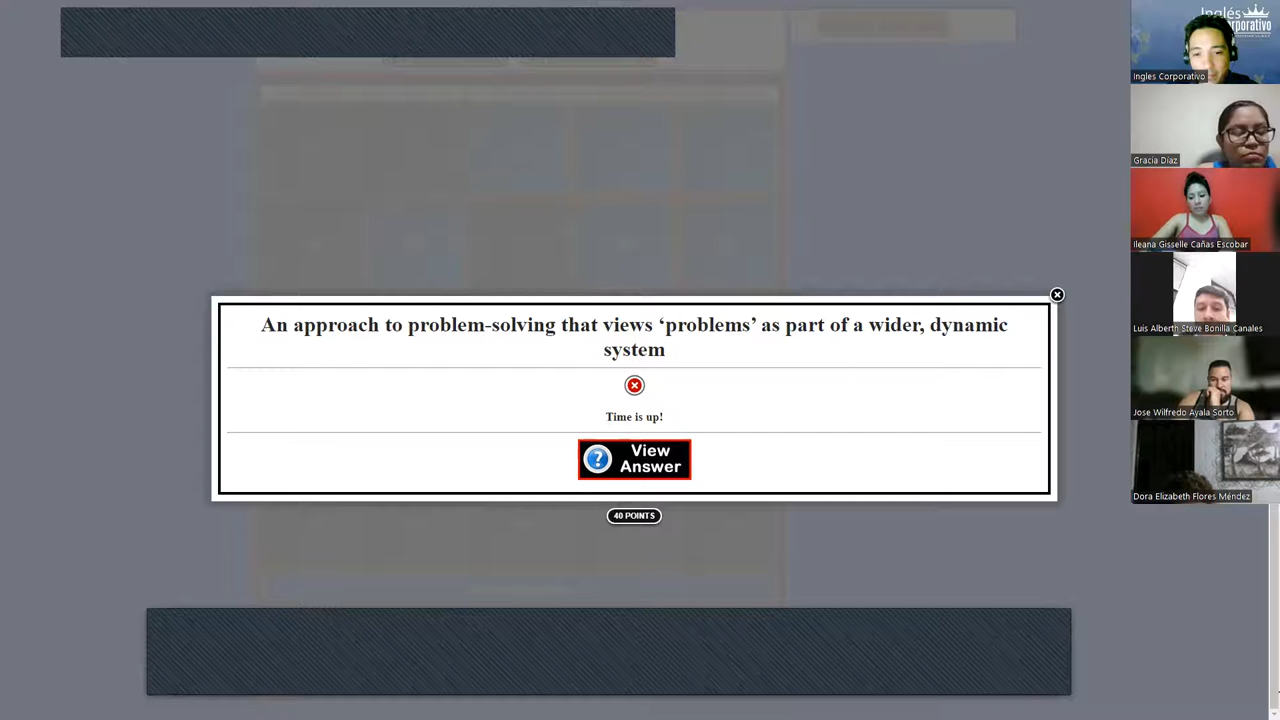 An approach to problem-solving that views ‘problems’ as part of a wider, dynamic
system
Time is up!
? View
Answer
40 POINTS
Inglés
Corporativo
Ingles Corporativo
Gracia Díaz
Ileana Gisselle Cañas Escobar
Luis Alberth Steve Bonilla Canales
Jose Wilfredo Ayala Sorto
Dora Elizabeth Flores Méndez